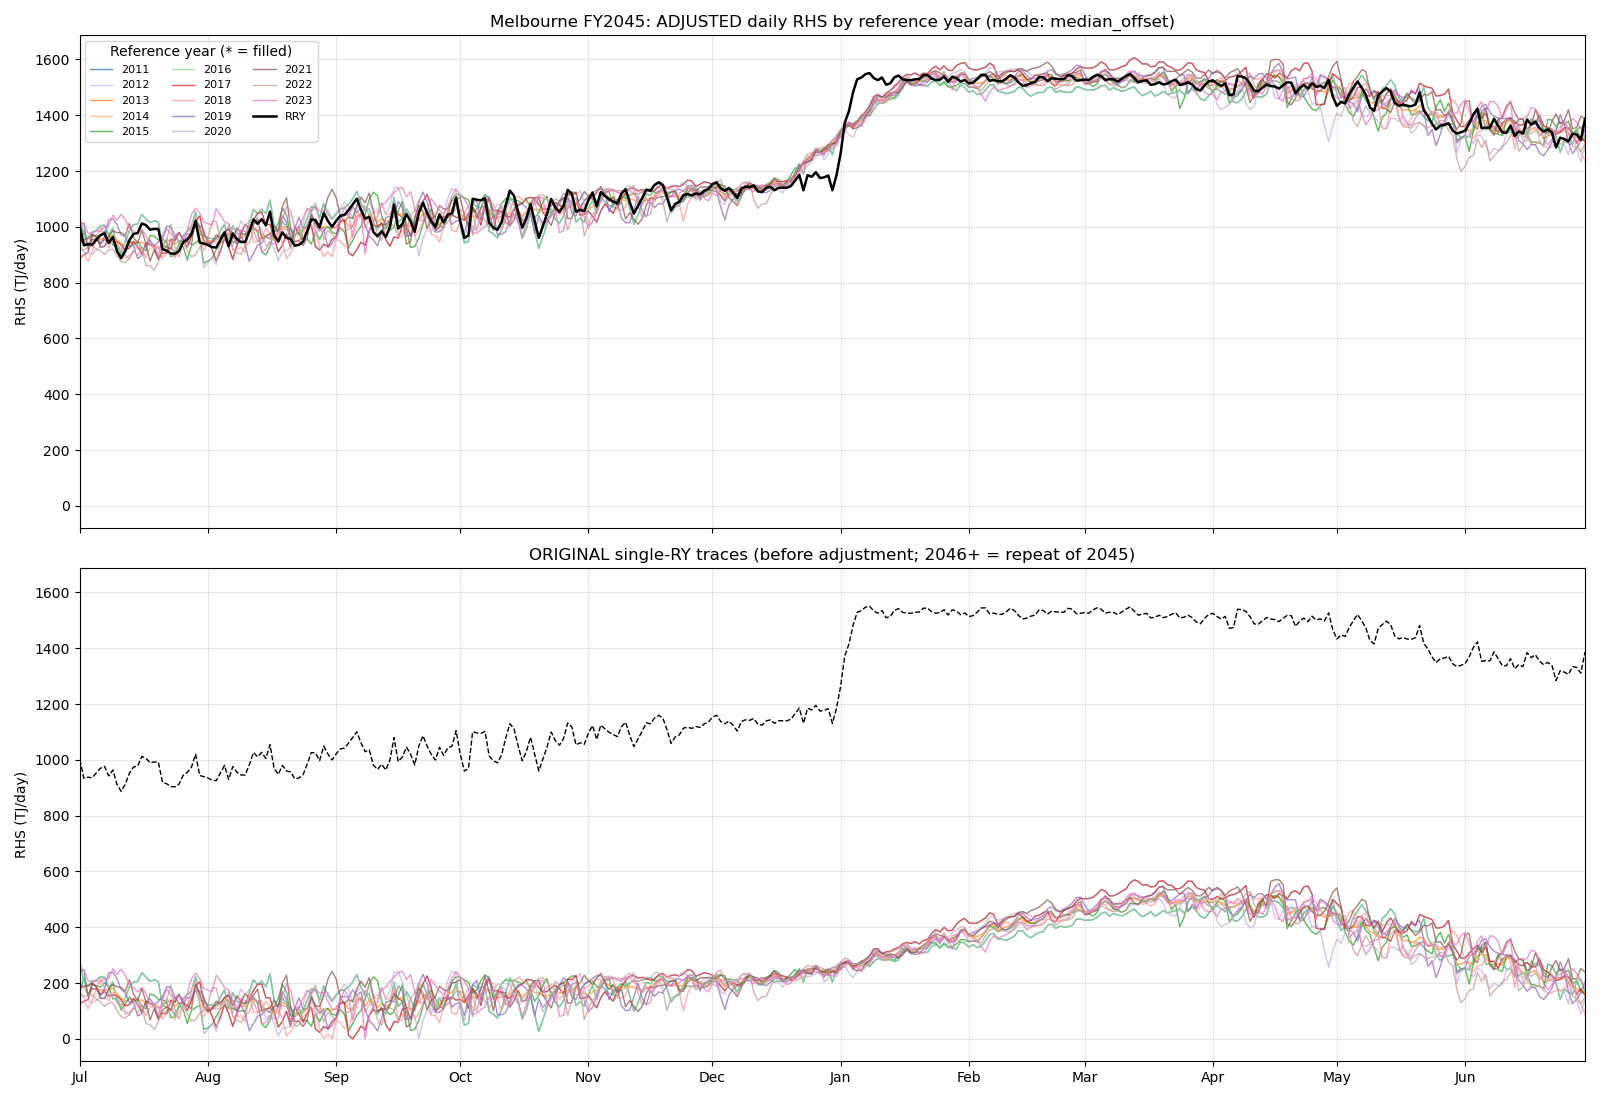 Melbourne FY2045: ADJUSTED daily RHS by reference year (mode: median_offset)
Reference year (* = filled)
2011 2016 2021
2012 2017 2022
2013 2018 2023
2014 2019 RRY
2015 2020
RHS (TJ/day)
1600
1400
1200
1000
800
600
400
200
0
ORIGINAL single-RY traces (before adjustment; 2046+ = repeat of 2045)
RHS (TJ/day)
1600
1400
1200
1000
800
600
400
200
0
Jul Aug Sep Oct Nov Dec Jan Feb Mar Apr May Jun